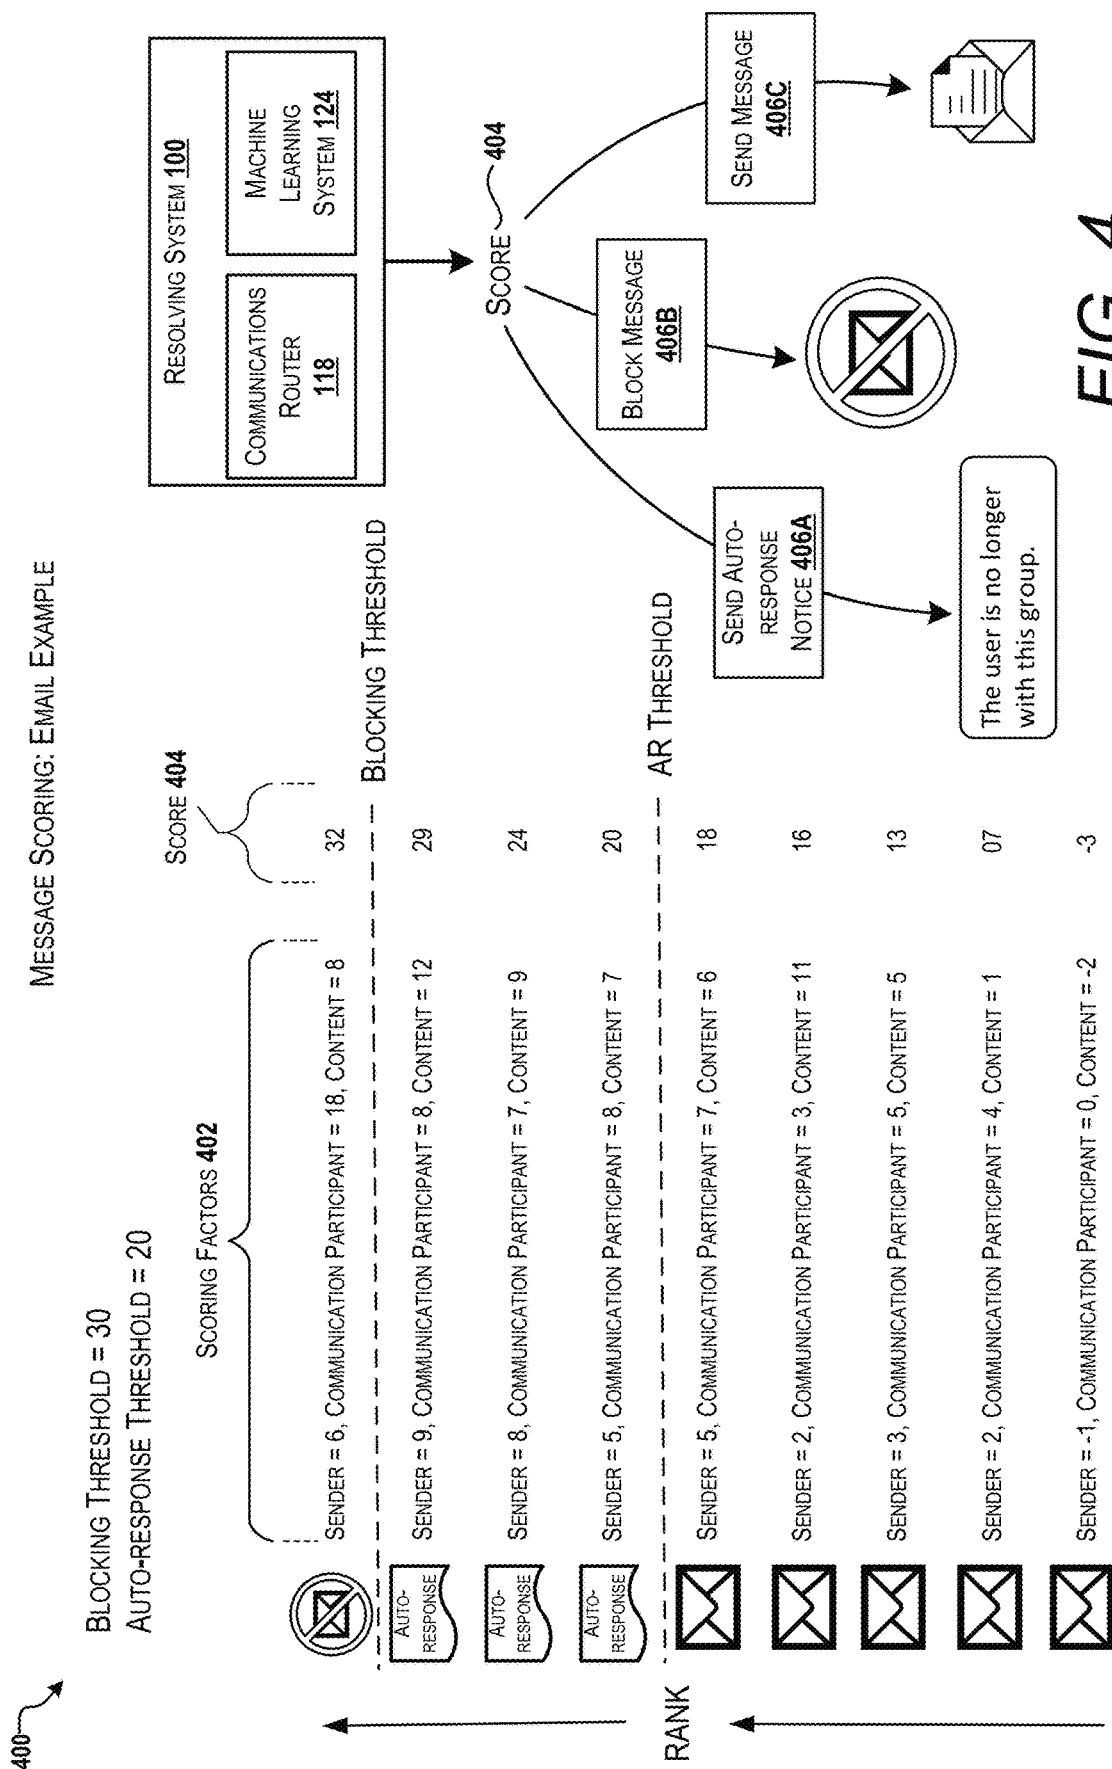 400
MESSAGE SCORING: EMAIL EXAMPLE
BLOCKING THRESHOLD = 30
AUTO-RESPONSE THRESHOLD = 20
SCORING FACTORS 402
SCORE 404
SENDER = 6, COMMUNICATION PARTICIPANT = 18, CONTENT = 8
32
BLOCKING THRESHOLD
AUTO-
RESPONSE
SENDER = 9, COMMUNICATION PARTICIPANT = 8, CONTENT = 12
29
AUTO-
RESPONSE
SENDER = 8, COMMUNICATION PARTICIPANT = 7, CONTENT = 9
24
AUTO-
RESPONSE
SENDER = 5, COMMUNICATION PARTICIPANT = 8, CONTENT = 7
20
RANK
AR THRESHOLD
SENDER = 5, COMMUNICATION PARTICIPANT = 7, CONTENT = 6
18
SENDER = 2, COMMUNICATION PARTICIPANT = 3, CONTENT = 11
16
SENDER = 3, COMMUNICATION PARTICIPANT = 5, CONTENT = 5
13
SENDER = 2, COMMUNICATION PARTICIPANT = 4, CONTENT = 1
07
SENDER = -1, COMMUNICATION PARTICIPANT = 0, CONTENT = -2
-3
RESOLVING SYSTEM 100
COMMUNICATIONS
ROUTER
118
MACHINE
LEARNING
SYSTEM 124
SCORE
404
SEND AUTO-
RESPONSE
NOTICE 406A
BLOCK MESSAGE
406B
SEND MESSAGE
406C
The user is no longer
with this group.
FIG. 4